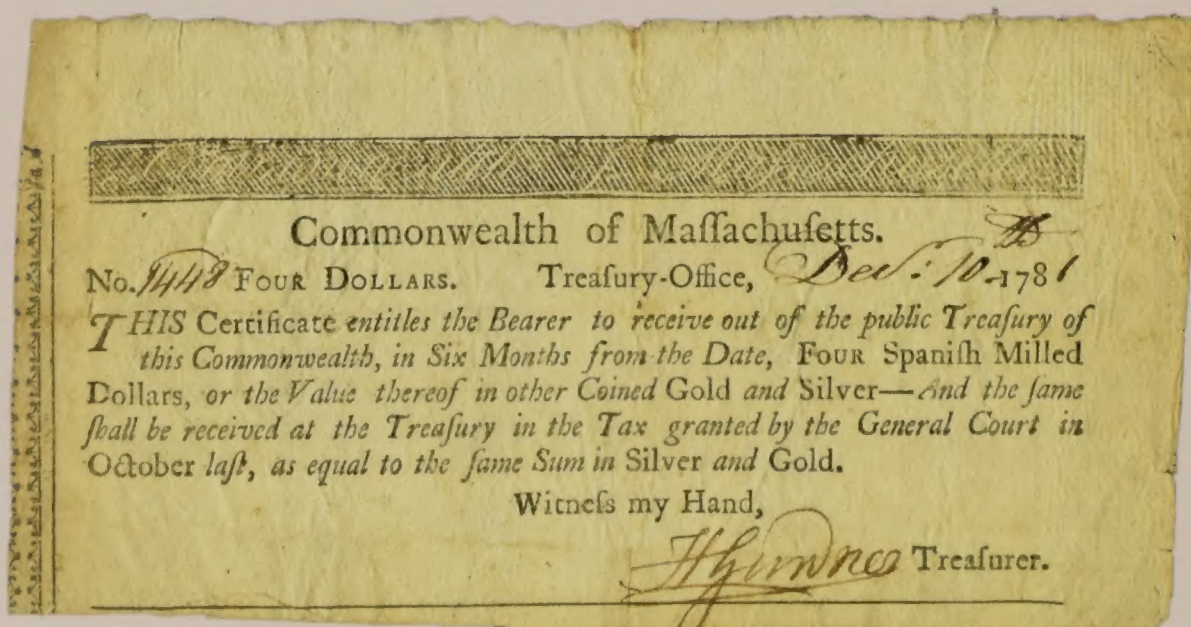 Commonwealth of Maſſachuſetts.
No. 1448 FOUR DOLLARS. Treaſury-Office, Decr. 10th 1781
THIS Certificate entitles the Bearer to receive out of the public Treaſury of
this Commonwealth, in Six Months from the Date, FOUR Spaniſh Milled
Dollars, or the Value thereof in other Coined Gold and Silver—And the ſame
ſhall be received at the Treaſury in the Tax granted by the General Court in
October laſt, as equal to the ſame Sum in Silver and Gold.
Witneſs my Hand,
HGardner Treaſurer.